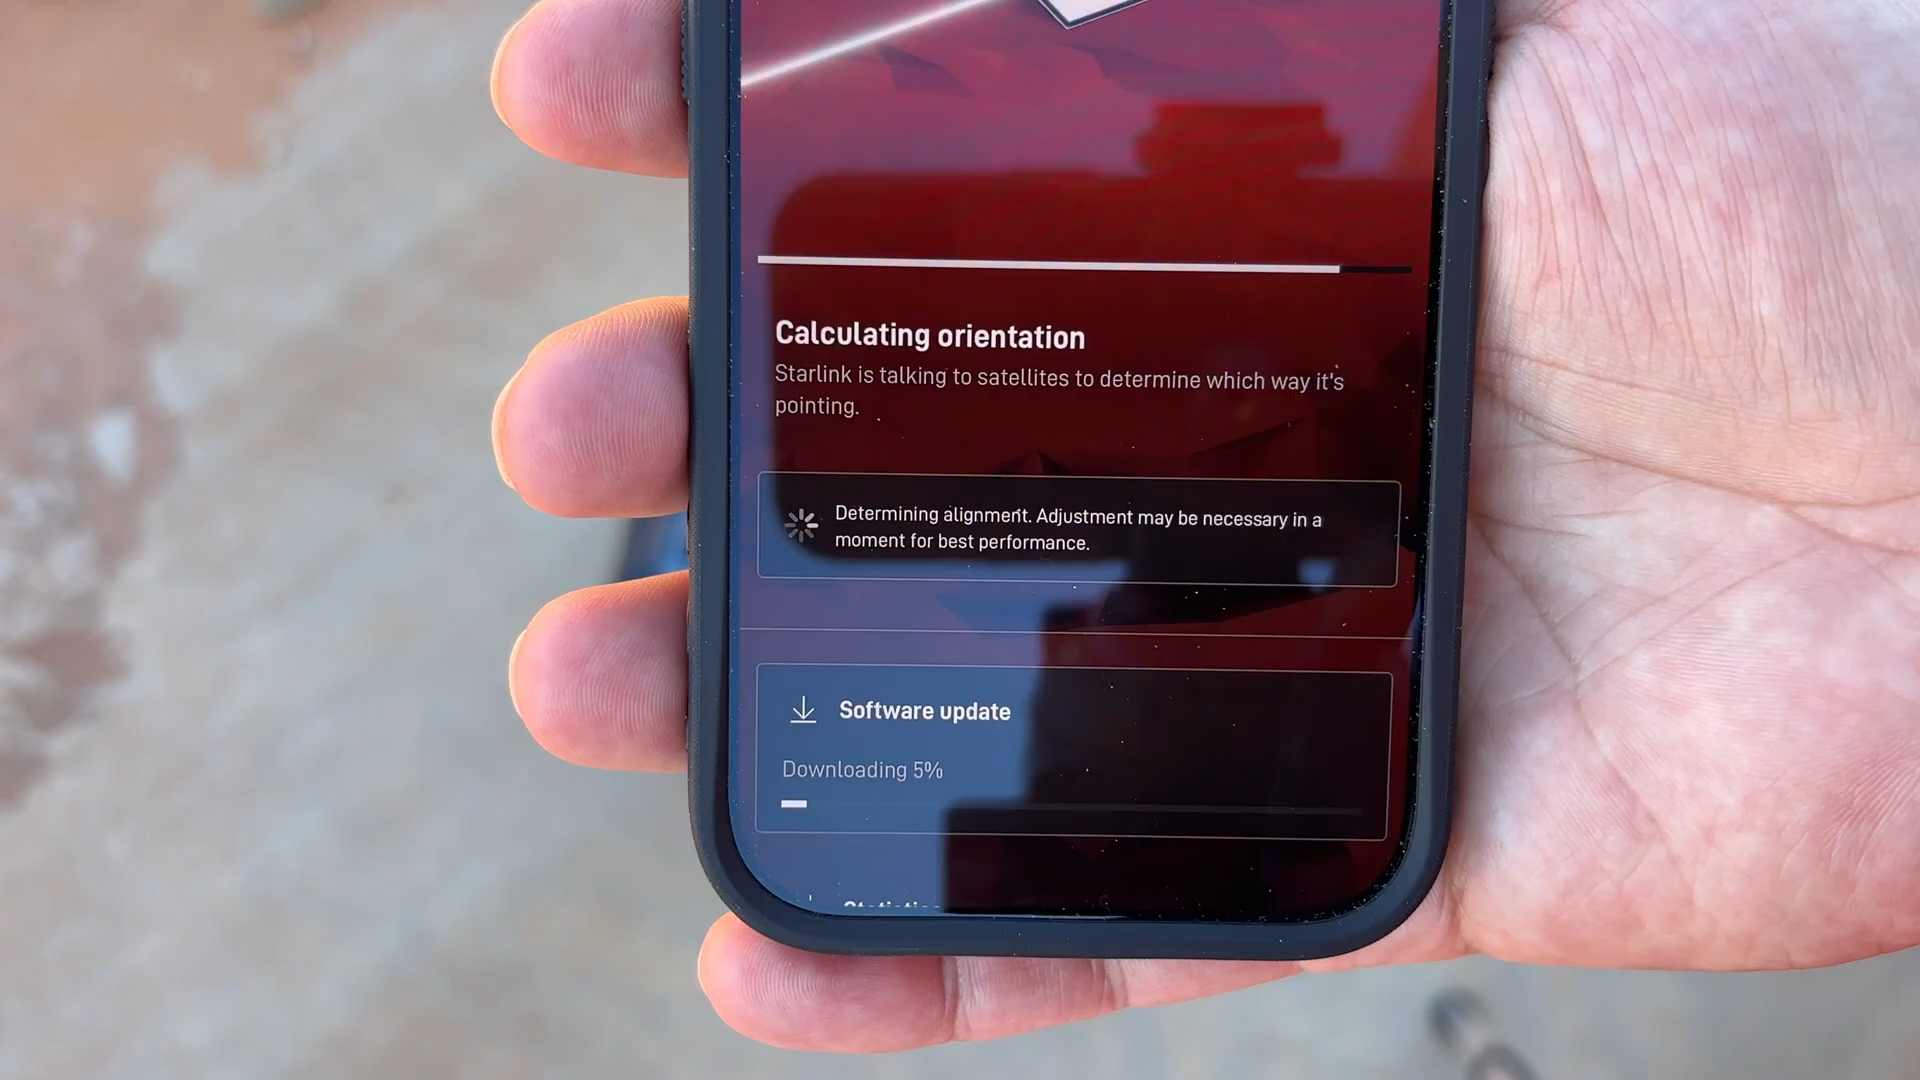 Calculating orientation
Starlink is talking to satellites to determine which way it's
pointing.
Determining alignment. Adjustment may be necessary in a
moment for best performance.
Software update
Downloading 5%